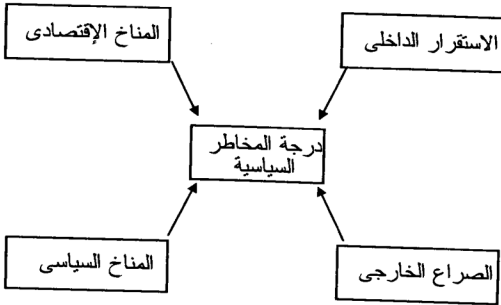 الاستقرار الداخلى
المناخ الإقتصادى
درجة المخاطر
السياسية
الصراع الخارجى
المناخ السياسى